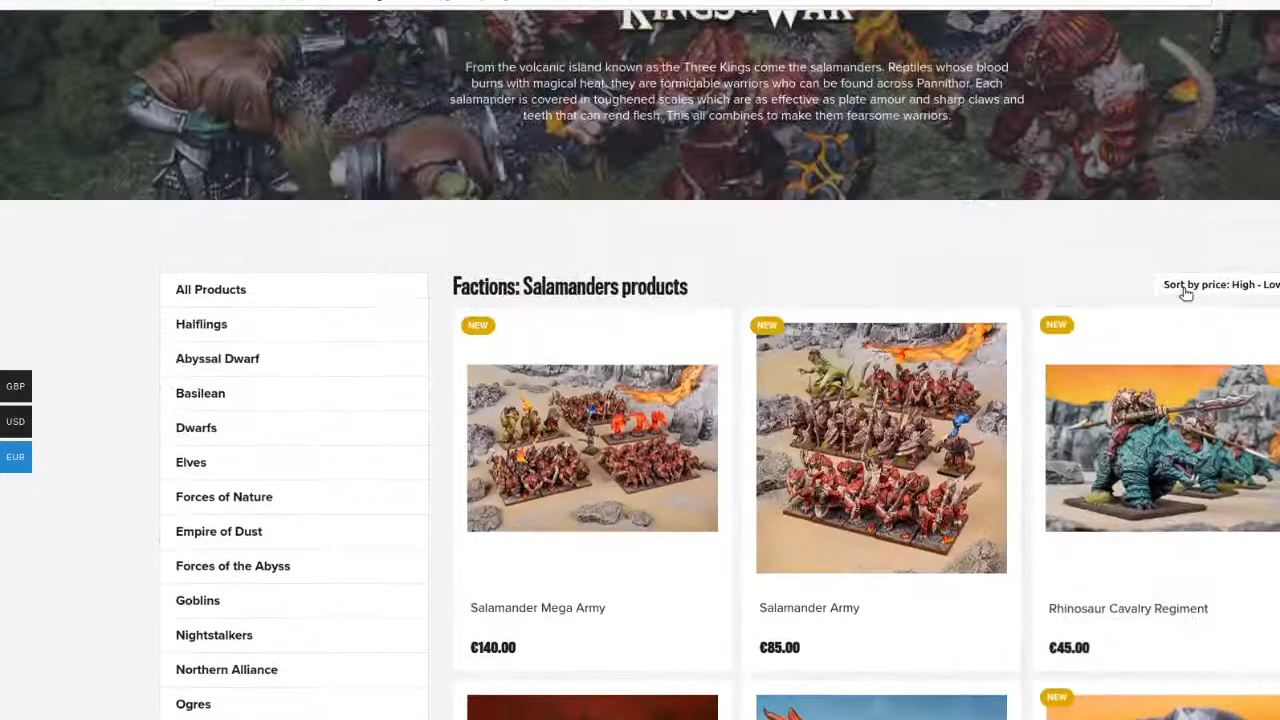 KINGS of WAR
From the volcanic island known as the Three Kings come the salamanders. Reptiles whose blood
burns with magical heat, they are formidable warriors who can be found across Pannithor. Each
salamander is covered in toughened scales which are as effective as plate amour and sharp claws and
teeth that can rend flesh. This all combines to make them fearsome warriors.
All Products
Halflings
Abyssal Dwarf
Basilean
Dwarfs
Elves
Forces of Nature
Empire of Dust
Forces of the Abyss
Goblins
Nightstalkers
Northern Alliance
Ogres
GBP
USD
EUR
Factions: Salamanders products
Sort by price: High - Low
NEW
Salamander Mega Army
€140.00
NEW
Salamander Army
€85.00
NEW
Rhinosaur Cavalry Regiment
€45.00
NEW